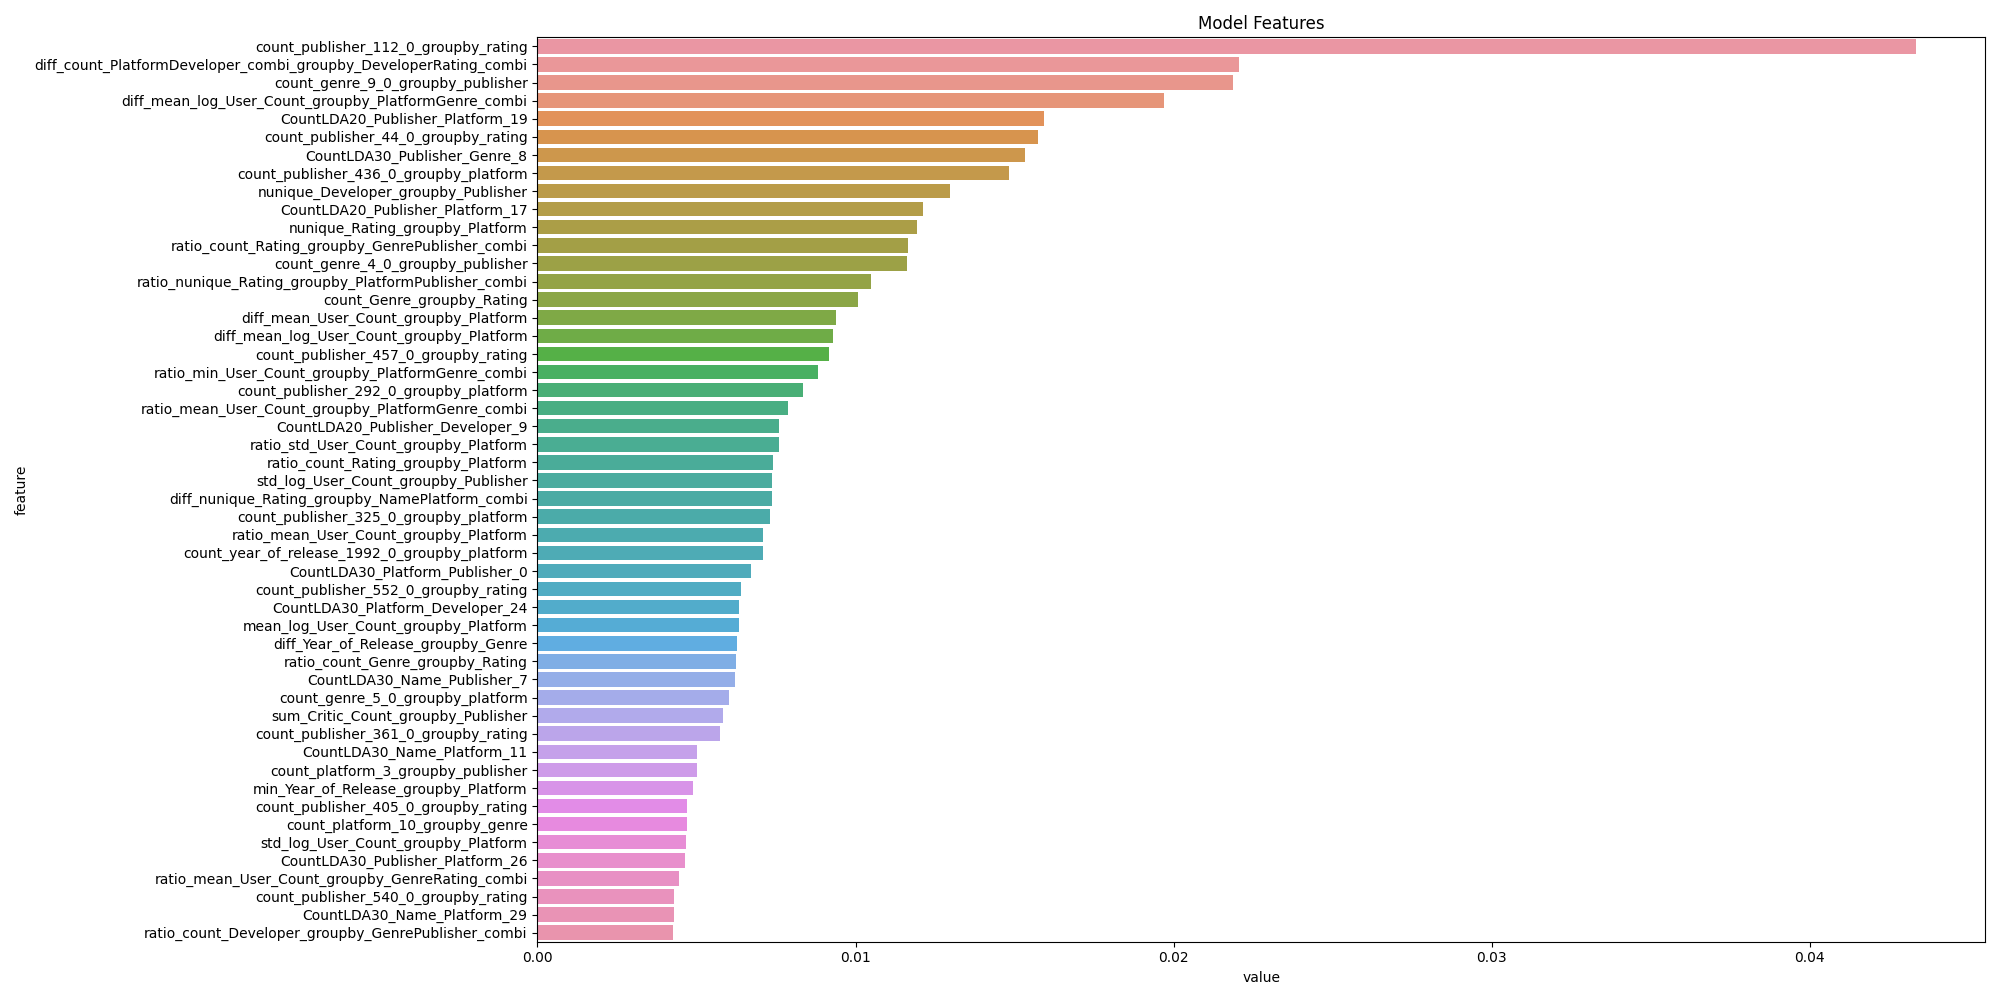 Model Features
count_publisher_112_0_groupby_rating
diff_count_PlatformDeveloper_combi_groupby_DeveloperRating_combi
count_genre_9_0_groupby_publisher
diff_mean_log_User_Count_groupby_PlatformGenre_combi
CountLDA20_Publisher_Platform_19
count_publisher_44_0_groupby_rating
CountLDA30_Publisher_Genre_8
count_publisher_436_0_groupby_platform
nunique_Developer_groupby_Publisher
CountLDA20_Publisher_Platform_17
nunique_Rating_groupby_Platform
ratio_count_Rating_groupby_GenrePublisher_combi
count_genre_4_0_groupby_publisher
ratio_nunique_Rating_groupby_PlatformPublisher_combi
count_Genre_groupby_Rating
diff_mean_User_Count_groupby_Platform
diff_mean_log_User_Count_groupby_Platform
count_publisher_457_0_groupby_rating
ratio_min_User_Count_groupby_PlatformGenre_combi
count_publisher_292_0_groupby_platform
ratio_mean_User_Count_groupby_PlatformGenre_combi
CountLDA20_Publisher_Developer_9
ratio_std_User_Count_groupby_Platform
ratio_count_Rating_groupby_Platform
std_log_User_Count_groupby_Publisher
diff_nunique_Rating_groupby_NamePlatform_combi
count_publisher_325_0_groupby_platform
ratio_mean_User_Count_groupby_Platform
count_year_of_release_1992_0_groupby_platform
CountLDA30_Platform_Publisher_0
count_publisher_552_0_groupby_rating
CountLDA30_Platform_Developer_24
mean_log_User_Count_groupby_Platform
diff_Year_of_Release_groupby_Genre
ratio_count_Genre_groupby_Rating
CountLDA30_Name_Publisher_7
count_genre_5_0_groupby_platform
sum_Critic_Count_groupby_Publisher
count_publisher_361_0_groupby_rating
CountLDA30_Name_Platform_11
count_platform_3_groupby_publisher
min_Year_of_Release_groupby_Platform
count_publisher_405_0_groupby_rating
count_platform_10_groupby_genre
std_log_User_Count_groupby_Platform
CountLDA30_Publisher_Platform_26
ratio_mean_User_Count_groupby_GenreRating_combi
count_publisher_540_0_groupby_rating
CountLDA30_Name_Platform_29
ratio_count_Developer_groupby_GenrePublisher_combi
feature
0.00 0.01 0.02 0.03 0.04
value